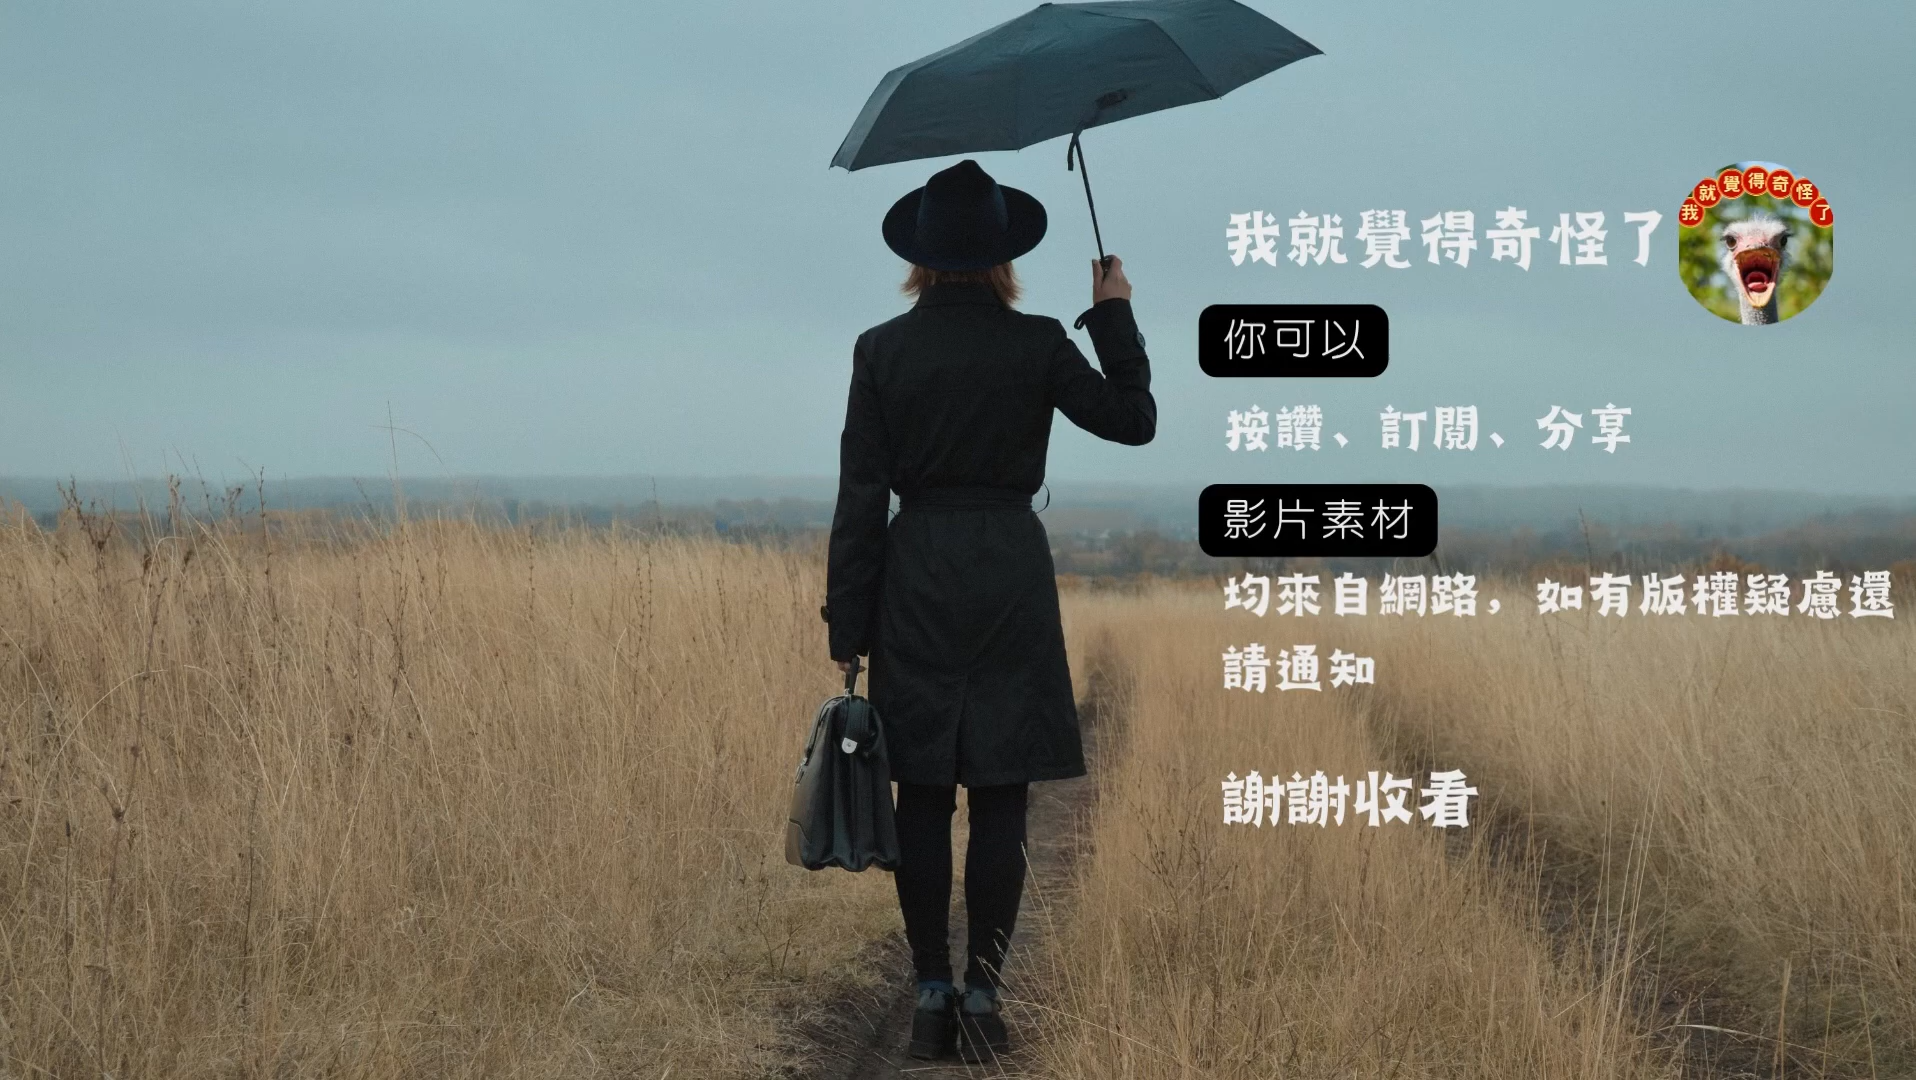 我就覺得奇怪了
我就覺得奇怪了
你可以
按讚、訂閱、分享
影片素材
均來自網路，如有版權疑慮還
請通知
謝謝收看